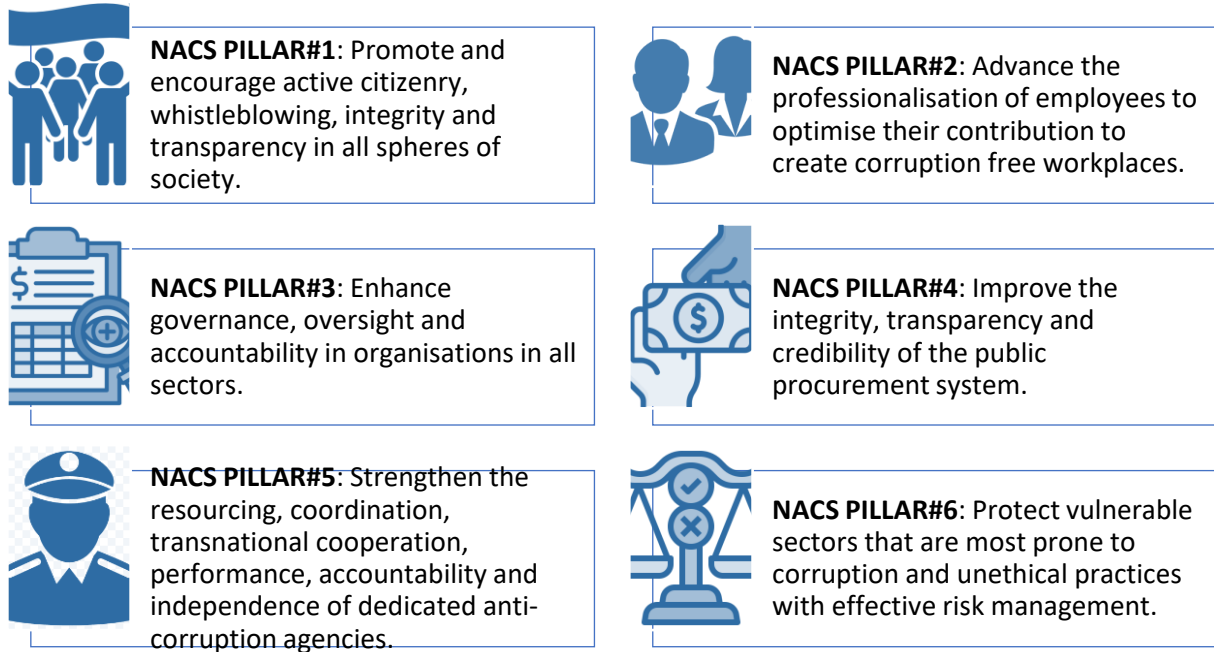 NACS PILLAR#1: Promote and
encourage active citizenry,
whistleblowing, integrity and
transparency in all spheres of
society.
NACS PILLAR#2: Advance the
professionalisation of employees to
optimise their contribution to
create corruption free workplaces.
$
NACS PILLAR#3: Enhance
governance, oversight and
accountability in organisations in all
sectors.
$
NACS PILLAR#4: Improve the
integrity, transparency and
credibility of the public
procurement system.
NACS PILLAR#5: Strengthen the
resourcing, coordination,
transnational cooperation,
performance, accountability and
independence of dedicated anti-
corruption agencies.
NACS PILLAR#6: Protect vulnerable
sectors that are most prone to
corruption and unethical practices
with effective risk management.